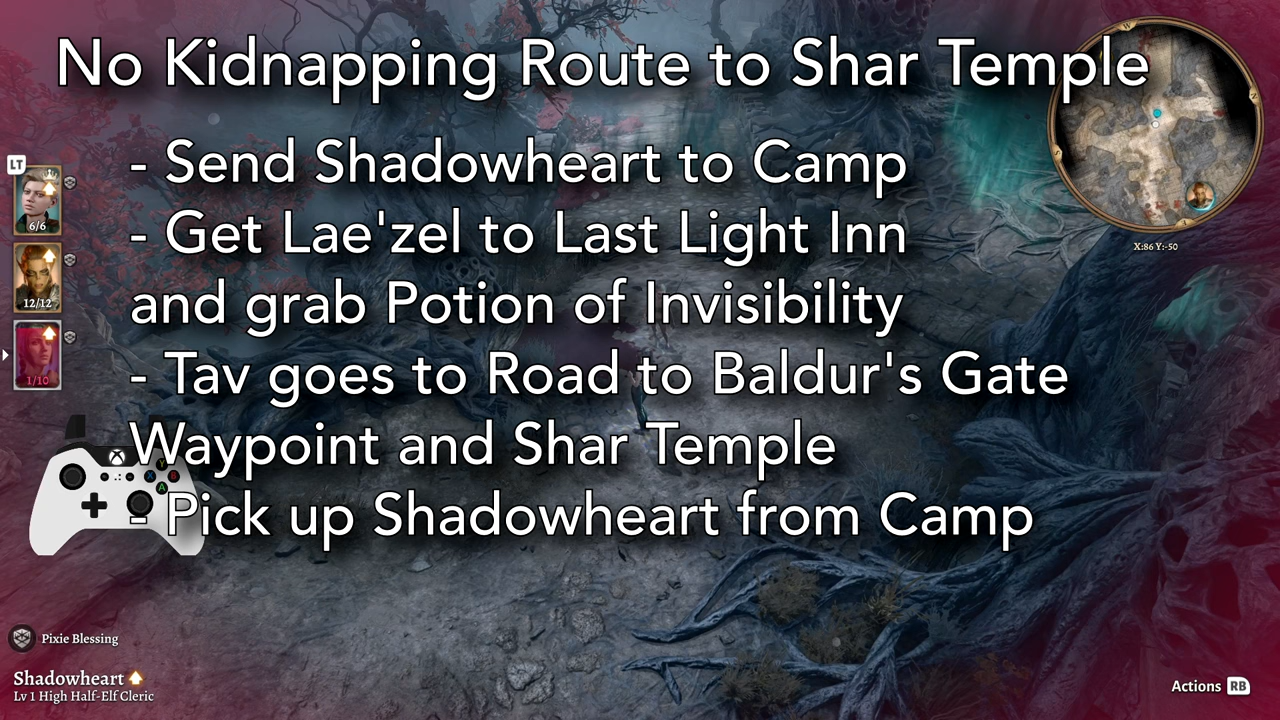 No Kidnapping Route to Shar Temple
- Send Shadowheart to Camp
- Get Lae'zel to Last Light Inn
and grab Potion of Invisibility
- Tav goes to Road to Baldur's Gate
Waypoint and Shar Temple
- Pick up Shadowheart from Camp
LT
6/6
12/12
1/10
X:86 Y:-50
Y
X
B
A
Pixie Blessing
Shadowheart
Lv 1 High Half-Elf Cleric
Actions RB